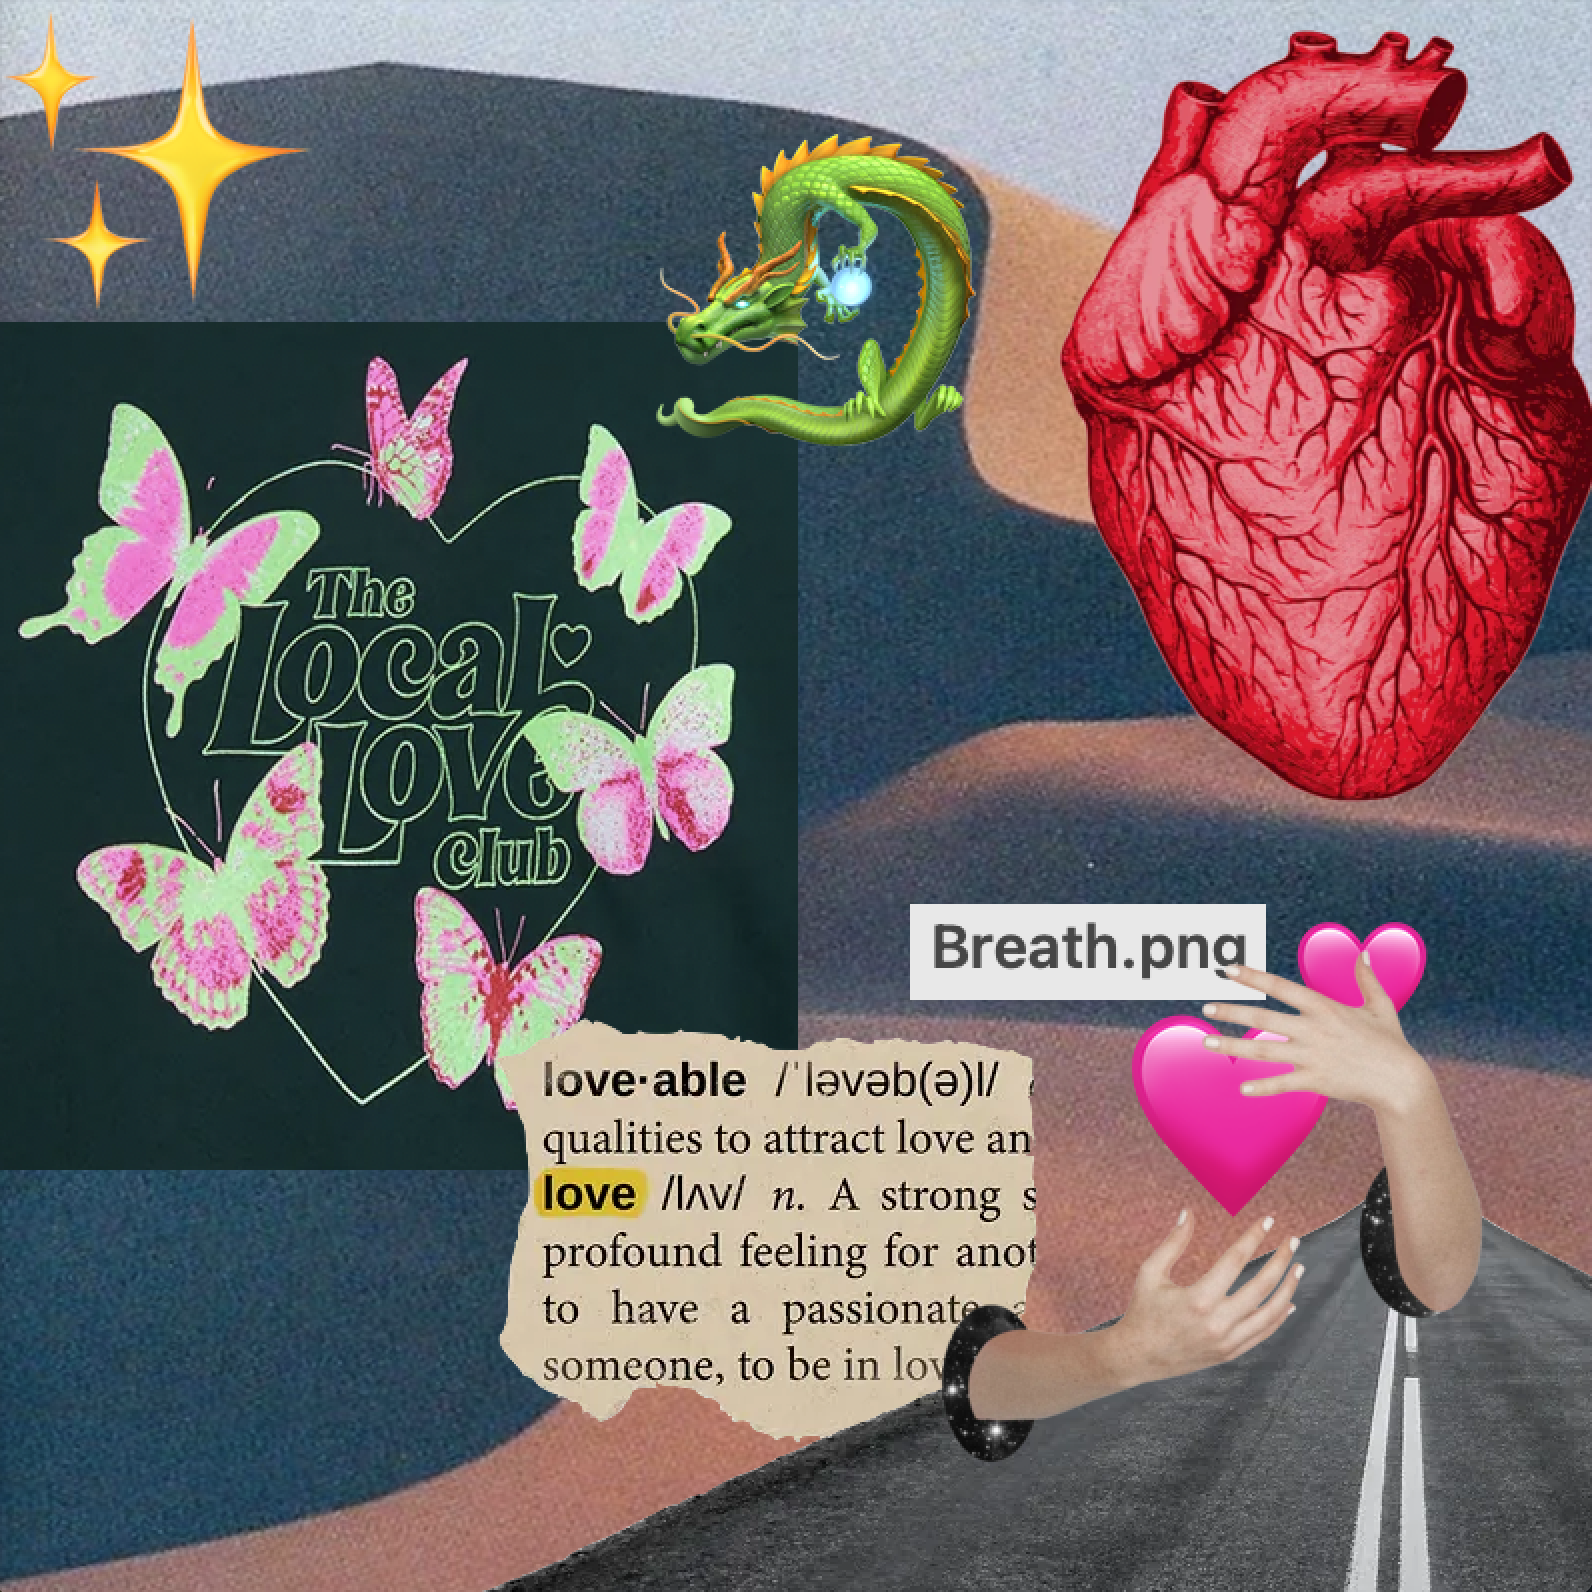 The
Local
Love
Club
Breath.png
love·able /ˈləvəb(ə)l/
qualities to attract love an
love /lʌv/ n. A strong s
profound feeling for anot
to have a passionate a
someone, to be in lov